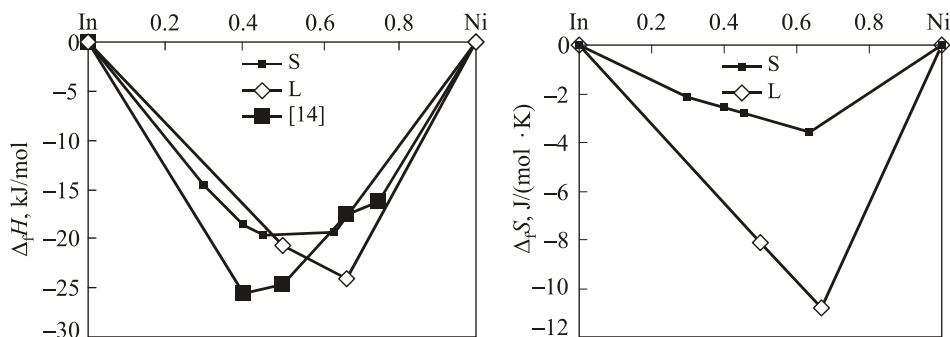 In 0.2 0.4 0.6 0.8 Ni
0
−5
−10
−15
−20
−25
−30
ΔfH, kJ/mol
S
L
[14]
In 0.2 0.4 0.6 0.8 Ni
0
−2
−4
−6
−8
−10
−12
ΔfS, J/(mol · K)
S
L